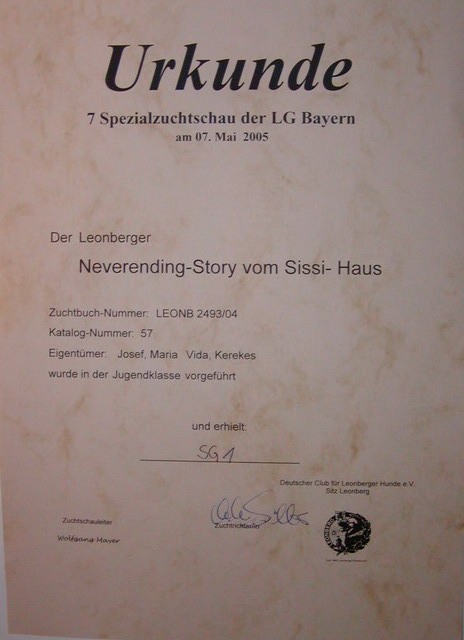 Urkunde
7 Spezialzuchtschau der LG Bayern
am 07. Mai 2005
Der Leonberger
Neverending-Story vom Sissi- Haus
Zuchtbuch-Nummer: LEONB 2493/04
Katalog-Nummer: 57
Eigentümer: Josef, Maria Vida, Kerekes
wurde in der Jugendklasse vorgeführt
und erhielt:
SG1
Deutscher Club für Leonberger Hunde e.V.
Sitz Leonberg
Zuchtschauleiter
Wolfgang Mayer
Zuchtrichter